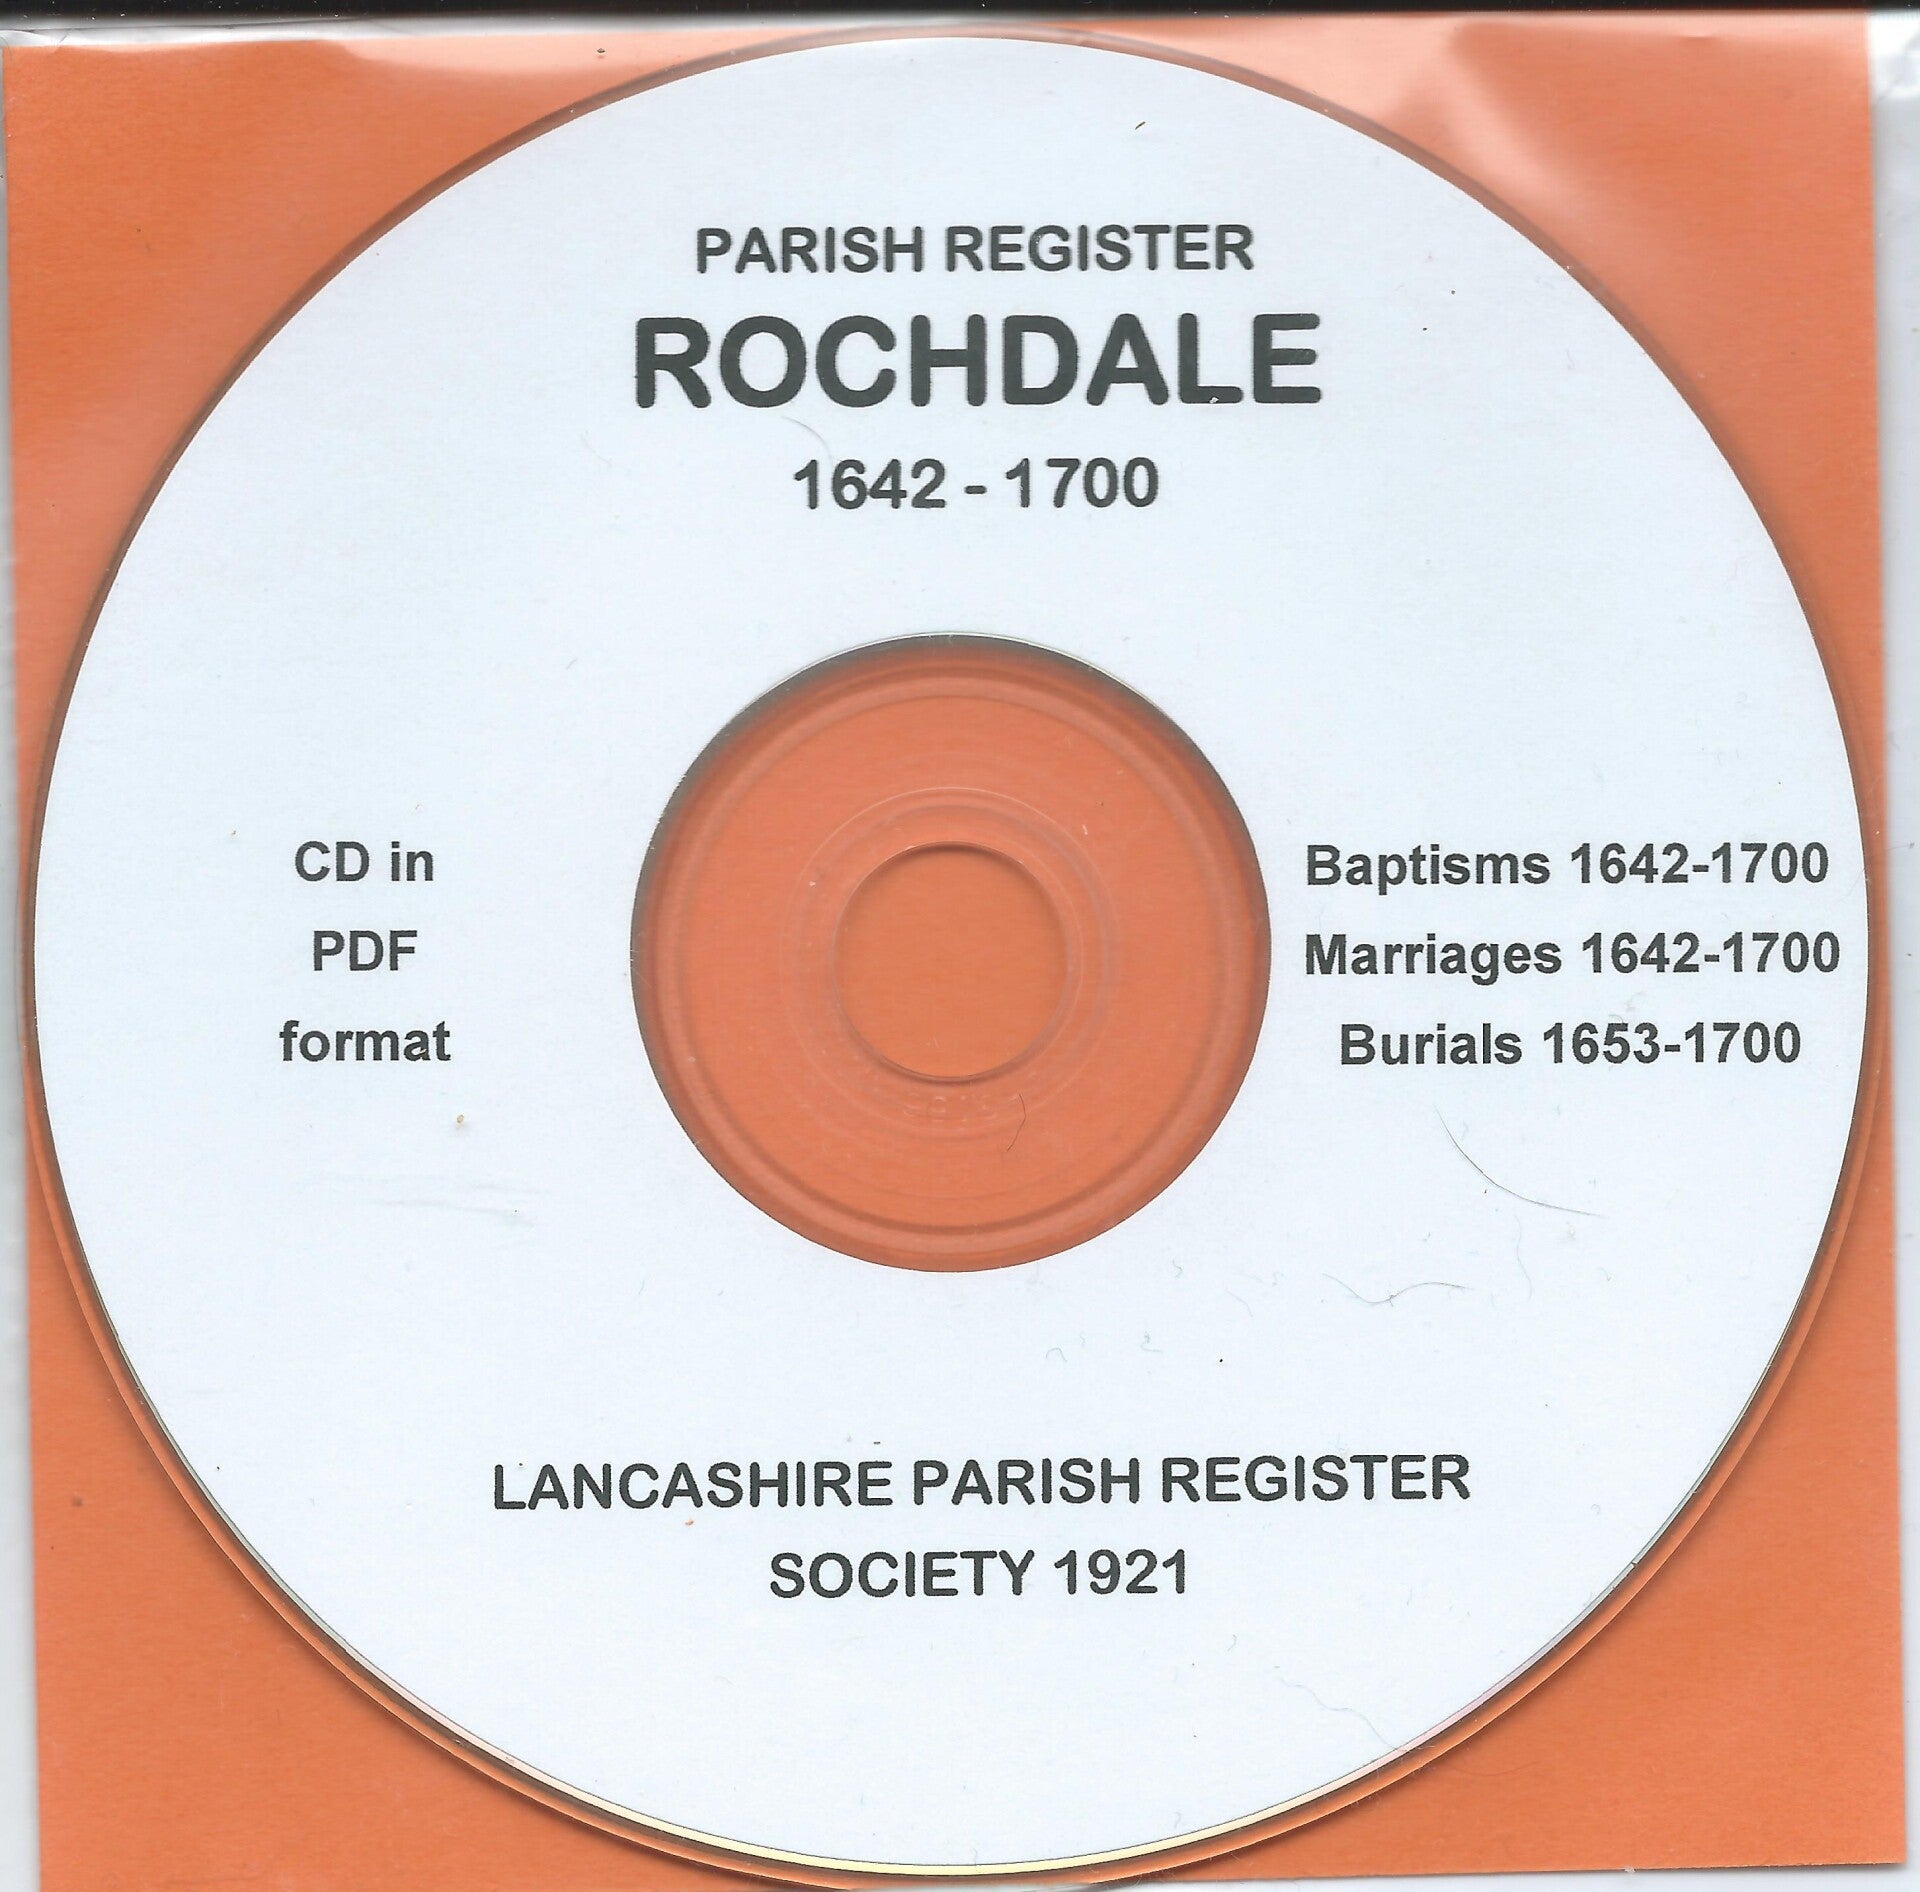 PARISH REGISTER
ROCHDALE
1642 - 1700
CD in
PDF
format
Baptisms 1642-1700
Marriages 1642-1700
Burials 1653-1700
LANCASHIRE PARISH REGISTER
SOCIETY 1921